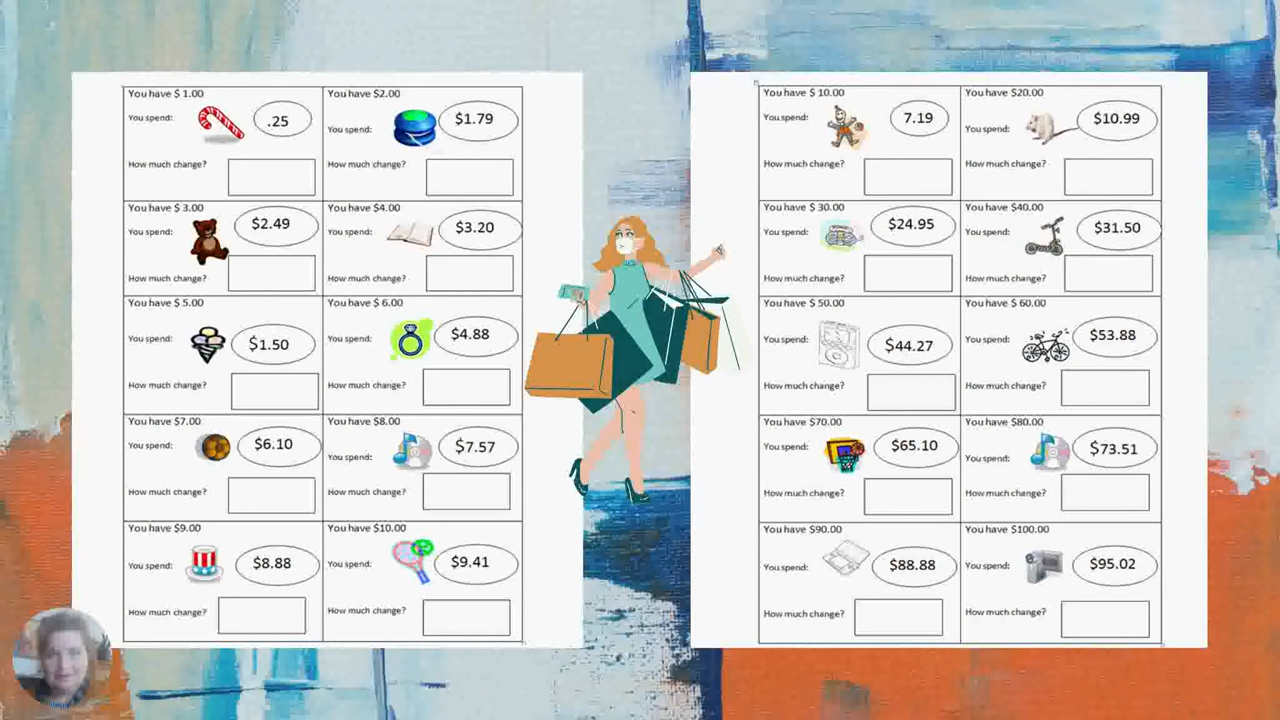 You have $ 1.00
You spend:
.25
How much change?
You have $2.00
You spend:
$1.79
How much change?
You have $ 3.00
You spend:
$2.49
How much change?
You have $4.00
You spend:
$3.20
How much change?
You have $ 5.00
You spend:
$1.50
How much change?
You have $ 6.00
You spend:
$4.88
How much change?
You have $7.00
You spend:
$6.10
How much change?
You have $8.00
You spend:
$7.57
How much change?
You have $9.00
You spend:
$8.88
How much change?
You have $10.00
You spend:
$9.41
How much change?
You have $ 10.00
You spend:
7.19
How much change?
You have $20.00
You spend:
$10.99
How much change?
You have $ 30.00
You spend:
$24.95
How much change?
You have $40.00
You spend:
$31.50
How much change?
You have $ 50.00
You spend:
$44.27
How much change?
You have $ 60.00
You spend:
$53.88
How much change?
You have $70.00
You spend:
$65.10
How much change?
You have $80.00
You spend:
$73.51
How much change?
You have $90.00
You spend:
$88.88
How much change?
You have $100.00
You spend:
$95.02
How much change?